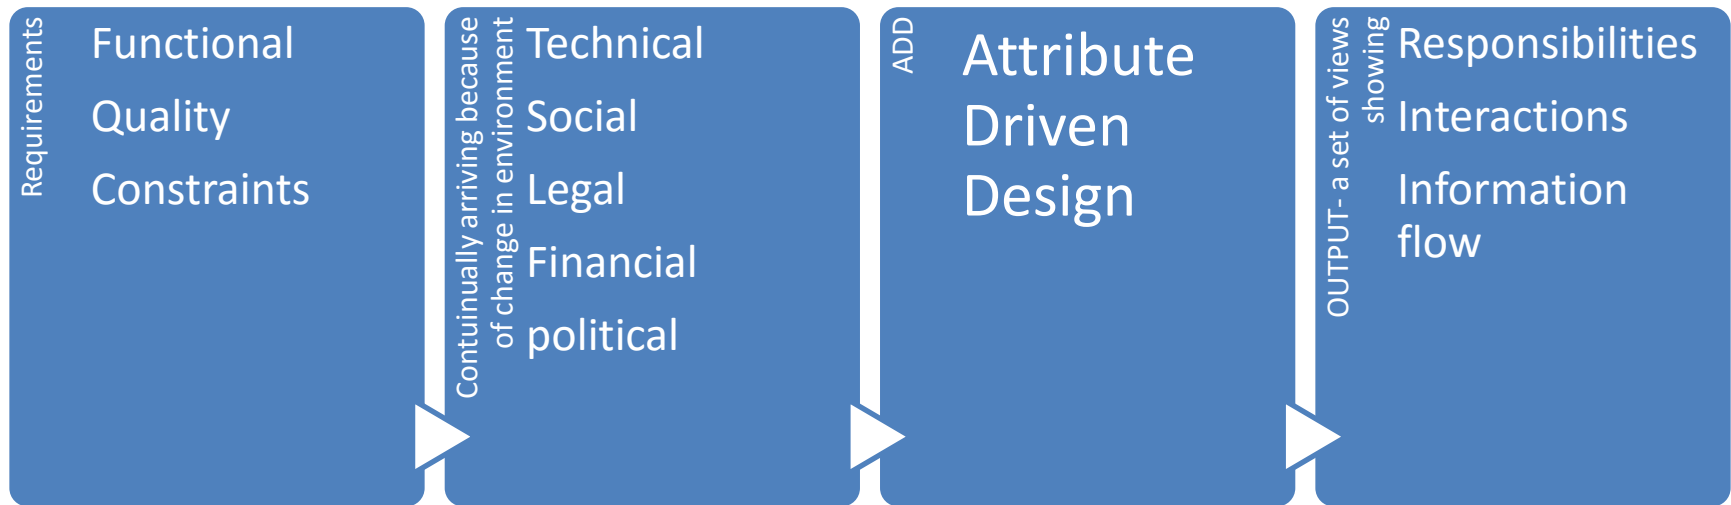 Requirements
Functional
Quality
Constraints
Contuinually arriving because
of change in environment
Technical
Social
Legal
Financial
political
ADD
Attribute
Driven
Design
OUTPUT- a set of views
showing
Responsibilities
Interactions
Information
flow